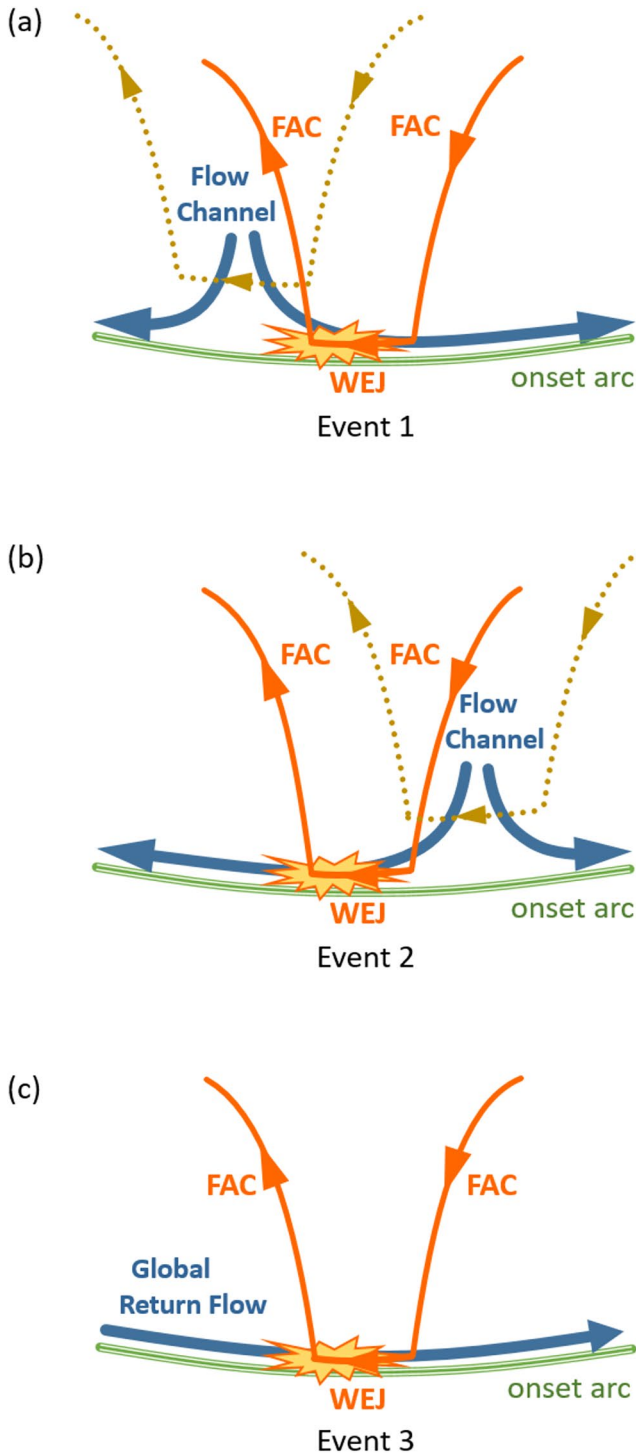 (a)
FAC
FAC
Flow
Channel
WEJ
onset arc
Event 1
(b)
FAC
FAC
Flow
Channel
WEJ
onset arc
Event 2
(c)
FAC
FAC
Global
Return Flow
WEJ
onset arc
Event 3